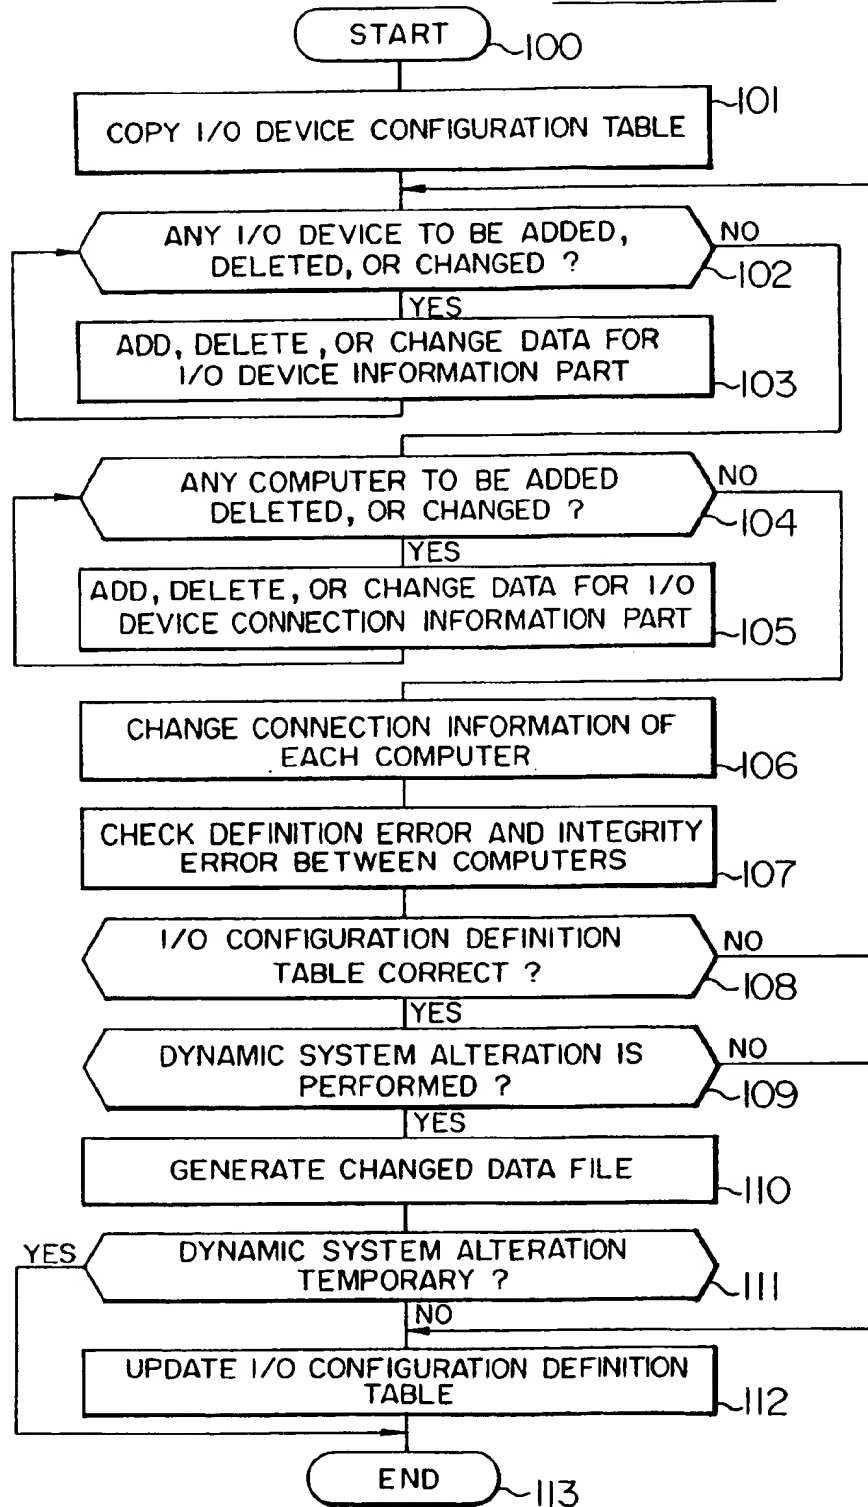 START
100
COPY I/O DEVICE CONFIGURATION TABLE
101
ANY I/O DEVICE TO BE ADDED,
DELETED, OR CHANGED ?
NO
102
YES
ADD, DELETE, OR CHANGE DATA FOR
I/O DEVICE INFORMATION PART
103
ANY COMPUTER TO BE ADDED
DELETED, OR CHANGED ?
NO
104
YES
ADD, DELETE, OR CHANGE DATA FOR I/O
DEVICE CONNECTION INFORMATION PART
105
CHANGE CONNECTION INFORMATION OF
EACH COMPUTER
106
CHECK DEFINITION ERROR AND INTEGRITY
ERROR BETWEEN COMPUTERS
107
I/O CONFIGURATION DEFINITION
TABLE CORRECT ?
NO
108
YES
DYNAMIC SYSTEM ALTERATION IS
PERFORMED ?
NO
109
YES
GENERATE CHANGED DATA FILE
110
YES
DYNAMIC SYSTEM ALTERATION
TEMPORARY ?
111
NO
UPDATE I/O CONFIGURATION DEFINITION
TABLE
112
END
113